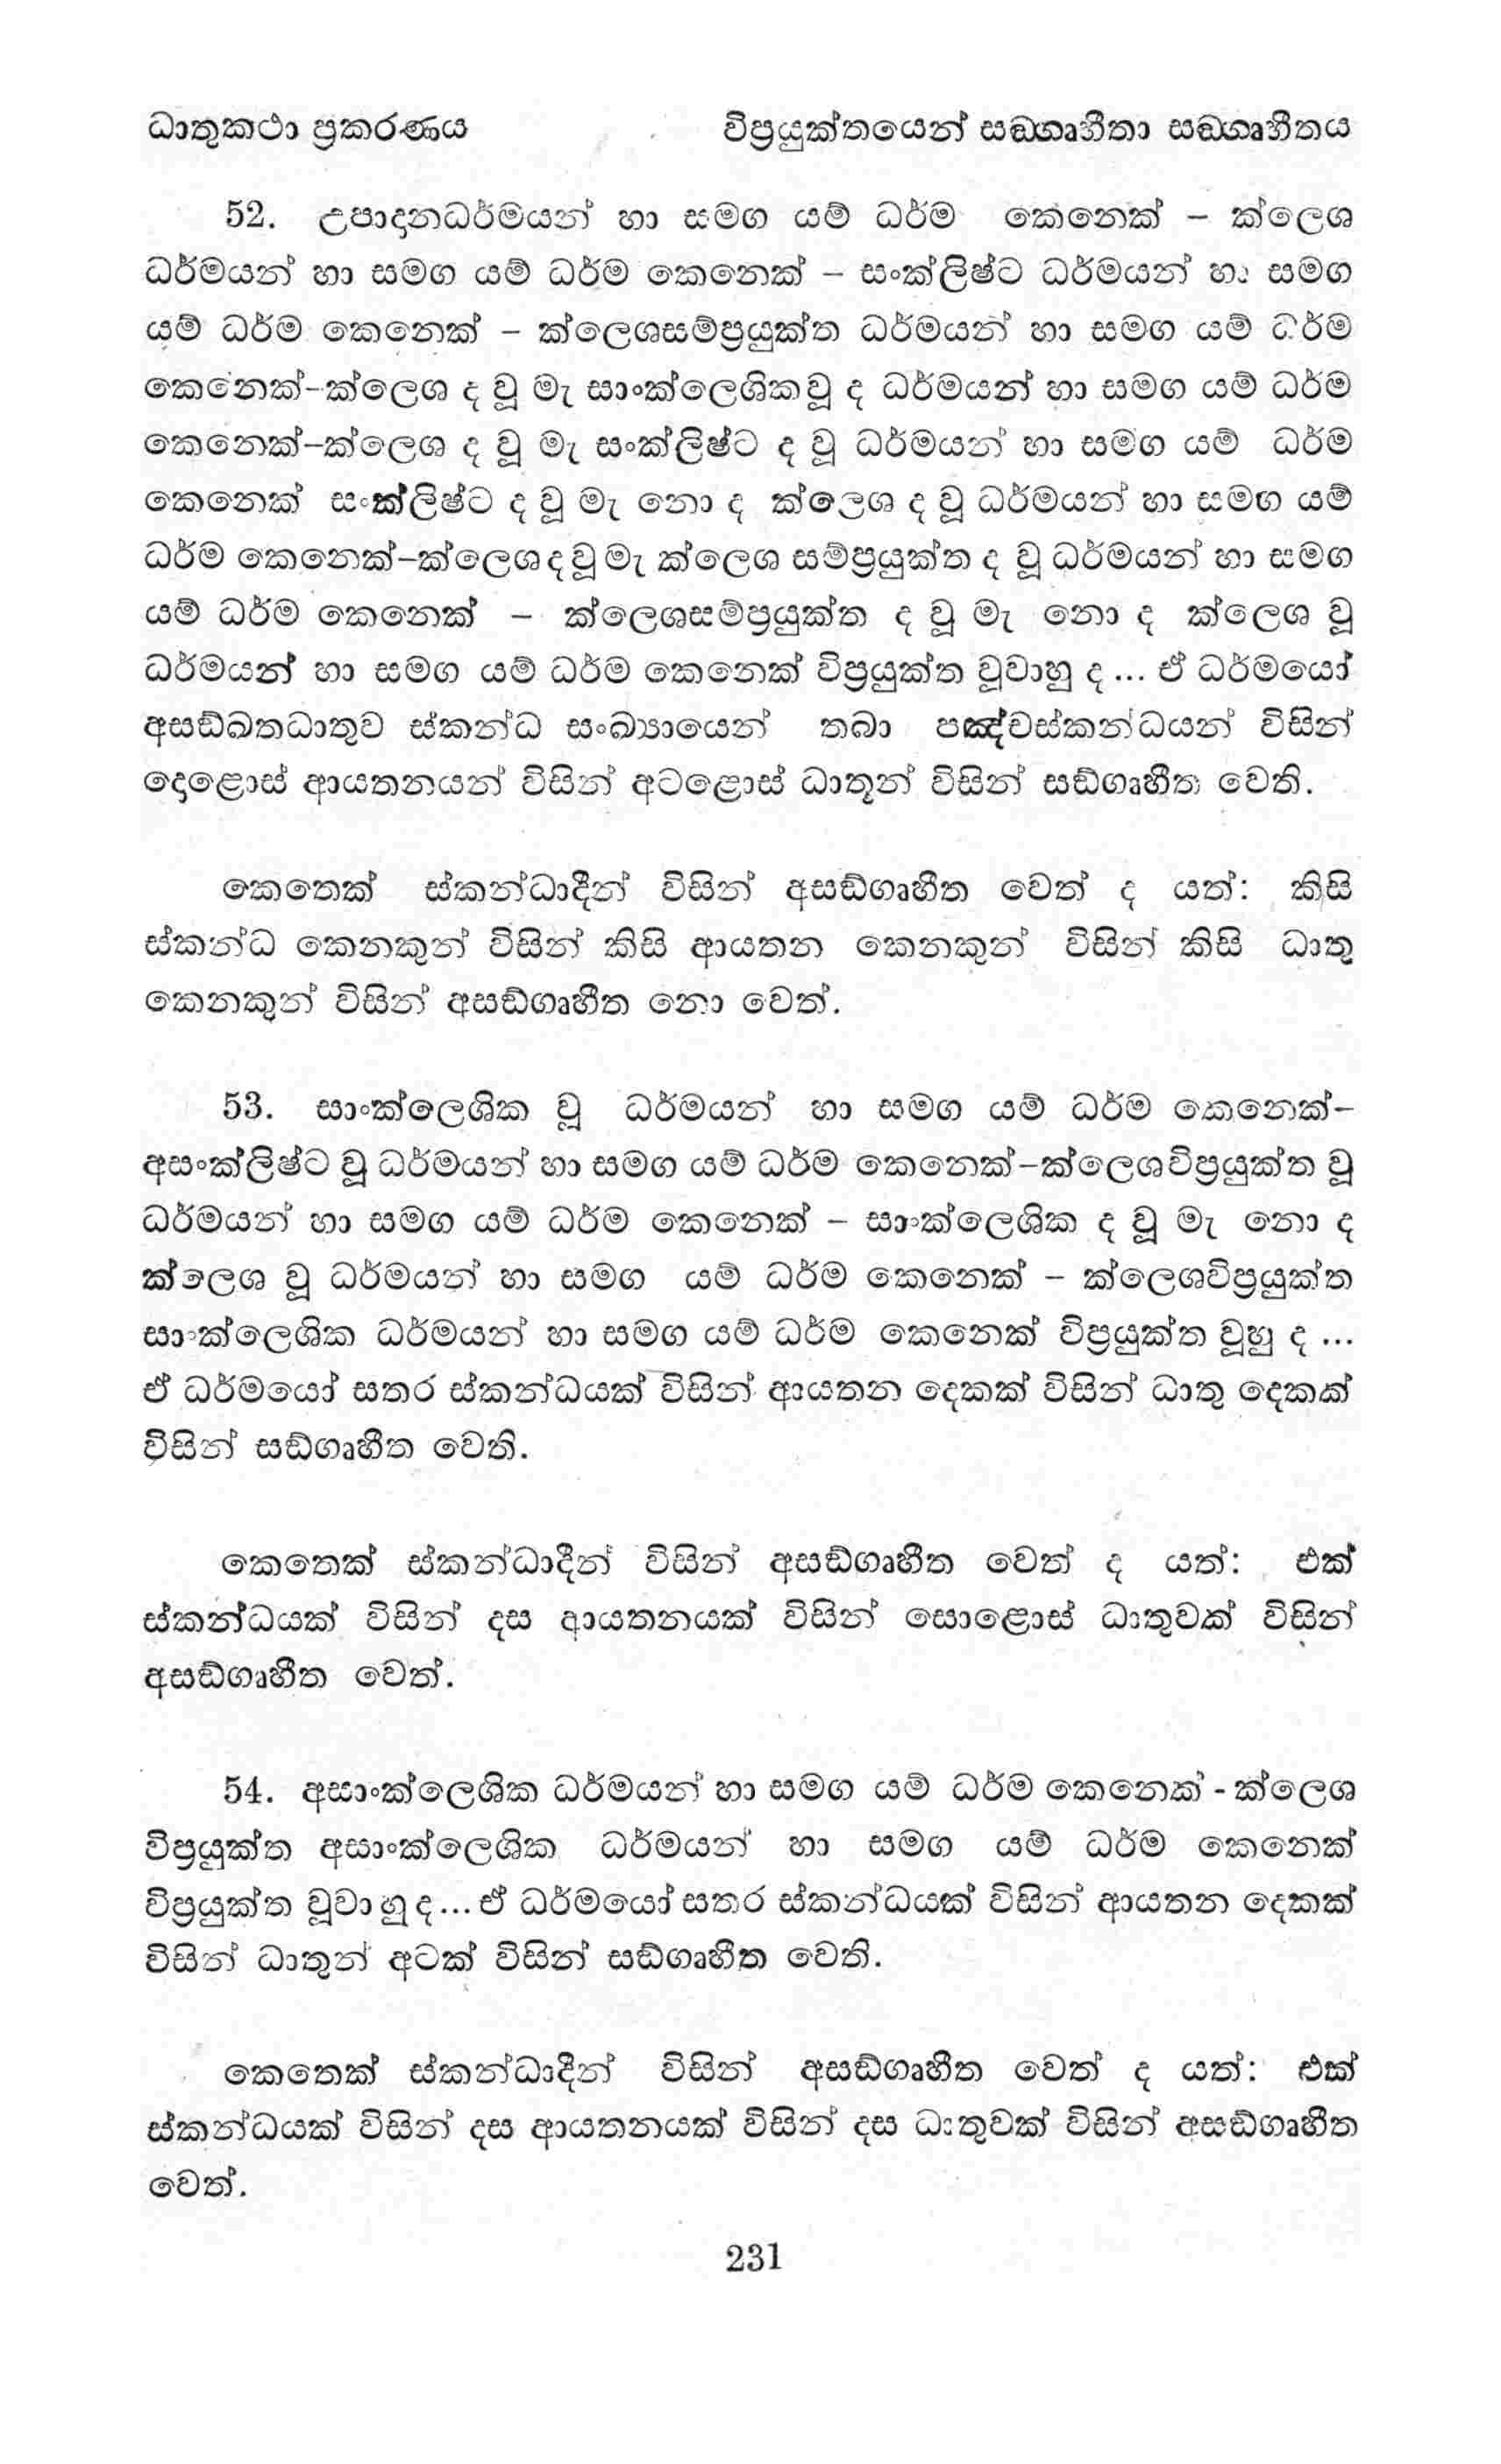 ධාතුකථා ප්‍රකරණය විප්‍රයුක්තයෙන් සඞ්ගෘහීතා සඞ්ගෘහීතය
52. උපාදානධර්මයන් හා සමග යම් ධර්ම කෙනෙක් – ක්ලෙශ
ධර්මයන් හා සමග යම් ධර්ම කෙනෙක් – සංක්ලිෂ්ට ධර්මයන් හා සමග
යම් ධර්ම කෙනෙක් – ක්ලෙශසම්ප්‍රයුක්ත ධර්මයන් හා සමග යම් ධර්ම
කෙනෙක්–ක්ලෙශ ද වූ මැ සාංක්ලෙශිකවූ ද ධර්මයන් හා සමග යම් ධර්ම
කෙනෙක්–ක්ලෙශ ද වූ මැ සංක්ලිෂ්ට ද වූ ධර්මයන් හා සමග යම් ධර්ම
කෙනෙක් සංක්ලිෂ්ට ද වූ මැ නො ද ක්ලෙශ ද වූ ධර්මයන් හා සමඟ යම්
ධර්ම කෙනෙක්–ක්ලෙශ ද වූ මැ ක්ලෙශ සම්ප්‍රයුක්ත ද වූ ධර්මයන් හා සමග
යම් ධර්ම කෙනෙක් – ක්ලෙශසම්ප්‍රයුක්ත ද වූ මැ නො ද ක්ලෙශ වූ
ධර්මයන් හා සමග යම් ධර්ම කෙනෙක් විප්‍රයුක්ත වූවාහු ද ... ඒ ධර්මයෝ
අසඞ්ඛතධාතුව ස්කන්ධ සංඛ්‍යායෙන් තබා පඤ්චස්කන්ධයන් විසින්
දොළොස් ආයතනයන් විසින් අටළොස් ධාතූන් විසින් සඞ්ගෘහීත වෙති.
කෙතෙක් ස්කන්ධාදීන් විසින් අසඞ්ගෘහීත වෙත් ද යත්: කිසි
ස්කන්ධ කෙනකුන් විසින් කිසි ආයතන කෙනකුන් විසින් කිසි ධාතු
කෙනකුන් විසින් අසඞ්ගෘහීත නො වෙත්.
53. සාංක්ලෙශික වූ ධර්මයන් හා සමග යම් ධර්ම කෙනෙක්–
අසංක්ලිෂ්ට වූ ධර්මයන් හා සමග යම් ධර්ම කෙනෙක්–ක්ලෙශවිප්‍රයුක්ත වූ
ධර්මයන් හා සමග යම් ධර්ම කෙනෙක් – සාංක්ලෙශික ද වූ මැ නො ද
ක්ලෙශ වූ ධර්මයන් හා සමග යම් ධර්ම කෙනෙක් – ක්ලෙශවිප්‍රයුක්ත
සාංක්ලෙශික ධර්මයන් හා සමග යම් ධර්ම කෙනෙක් විප්‍රයුක්ත වූහු ද ...
ඒ ධර්මයෝ සතර ස්කන්ධයක් විසින් ආයතන දෙකක් විසින් ධාතු දෙකක්
විසින් සඞ්ගෘහීත වෙති.
කෙතෙක් ස්කන්ධාදීන් විසින් අසඞ්ගෘහීත වෙත් ද යත්: එක්
ස්කන්ධයක් විසින් දස ආයතනයක් විසින් සොළොස් ධාතුවක් විසින්
අසඞ්ගෘහීත වෙත්.
54. අසාංක්ලෙශික ධර්මයන් හා සමග යම් ධර්ම කෙනෙක් - ක්ලෙශ
විප්‍රයුක්ත අසාංක්ලෙශික ධර්මයන් හා සමග යම් ධර්ම කෙනෙක්
විප්‍රයුක්ත වූවාහු ද ... ඒ ධර්මයෝ සතර ස්කන්ධයක් විසින් ආයතන දෙකක්
විසින් ධාතූන් අටක් විසින් සඞ්ගෘහීත වෙති.
කෙතෙක් ස්කන්ධාදීන් විසින් අසඞ්ගෘහීත වෙත් ද යත්: එක්
ස්කන්ධයක් විසින් දස ආයතනයක් විසින් දස ධාතුවක් විසින් අසඞ්ගෘහීත
වෙත්.
231